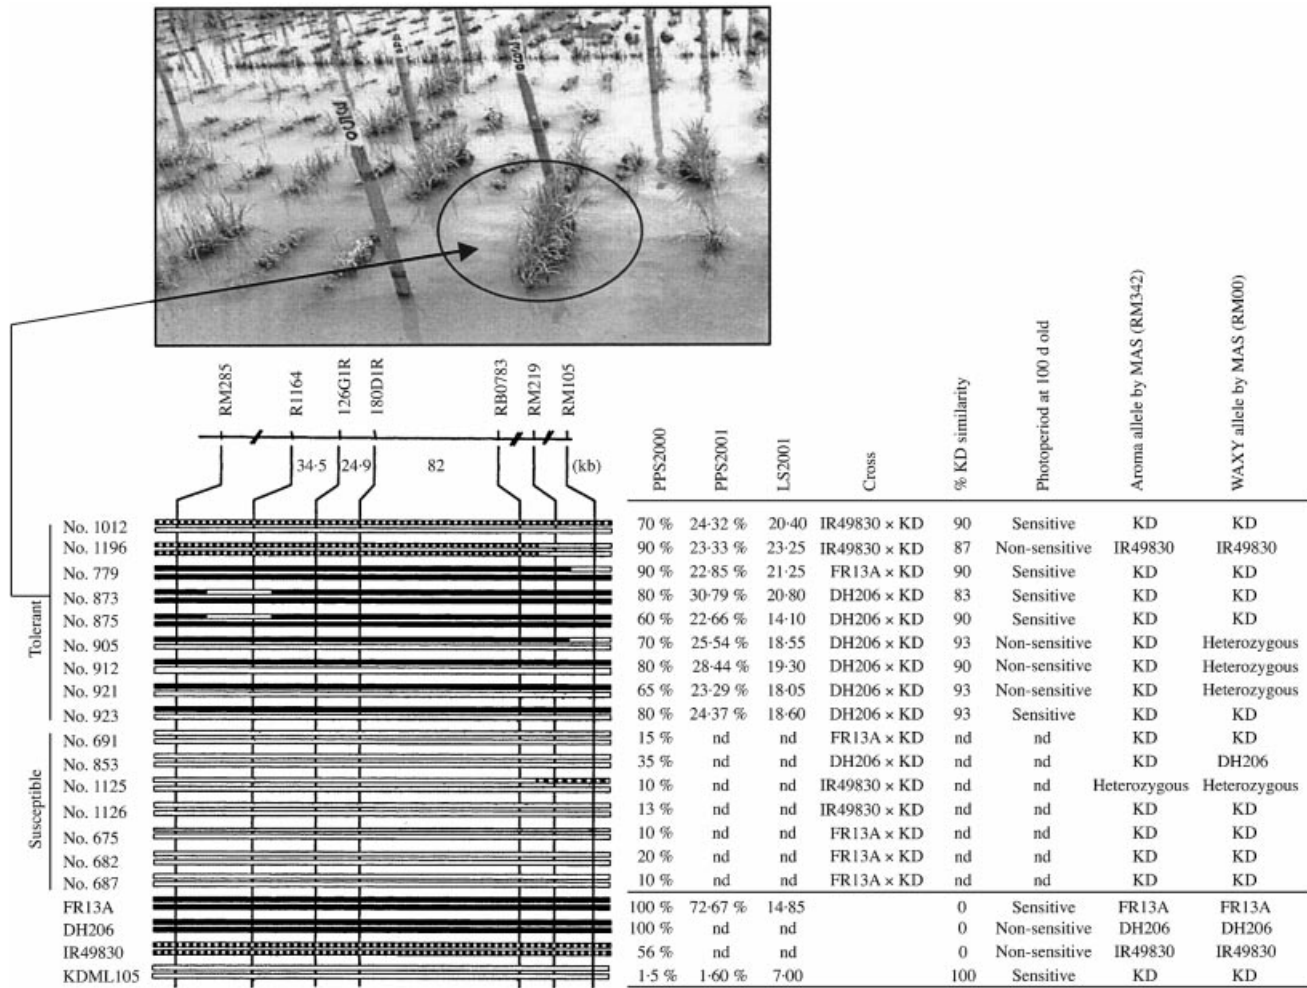 RM285 R1164 126G1R 180D1R RB0783 RM219 RM105
34·5 24·9 82 (kb)
PPS2000 PPS2001 LS2001 Cross % KD similarity Photoperiod at 100 d old Aroma allele by MAS (RM342) WAXY allele by MAS (RM00)
Tolerant
No. 1012 70 % 24·32 % 20·40 IR49830 × KD 90 Sensitive KD KD
No. 1196 90 % 23·33 % 23·25 IR49830 × KD 87 Non-sensitive IR49830 IR49830
No. 779 90 % 22·85 % 21·25 FR13A × KD 90 Sensitive KD KD
No. 873 80 % 30·79 % 20·80 DH206 × KD 83 Sensitive KD KD
No. 875 60 % 22·66 % 14·10 DH206 × KD 90 Sensitive KD KD
No. 905 70 % 25·54 % 18·55 DH206 × KD 93 Non-sensitive KD Heterozygous
No. 912 80 % 28·44 % 19·30 DH206 × KD 90 Non-sensitive KD Heterozygous
No. 921 65 % 23·29 % 18·05 DH206 × KD 93 Non-sensitive KD Heterozygous
No. 923 80 % 24·37 % 18·60 DH206 × KD 93 Sensitive KD KD
Susceptible
No. 691 15 % nd nd FR13A × KD nd nd KD KD
No. 853 35 % nd nd DH206 × KD nd nd KD DH206
No. 1125 10 % nd nd IR49830 × KD nd nd Heterozygous Heterozygous
No. 1126 13 % nd nd IR49830 × KD nd nd KD KD
No. 675 10 % nd nd FR13A × KD nd nd KD KD
No. 682 20 % nd nd FR13A × KD nd nd KD KD
No. 687 10 % nd nd FR13A × KD nd nd KD KD
FR13A 100 % 72·67 % 14·85 0 Sensitive FR13A FR13A
DH206 100 % nd nd 0 Non-sensitive DH206 DH206
IR49830 56 % nd nd 0 Non-sensitive IR49830 IR49830
KDML105 1·5 % 1·60 % 7·00 100 Sensitive KD KD